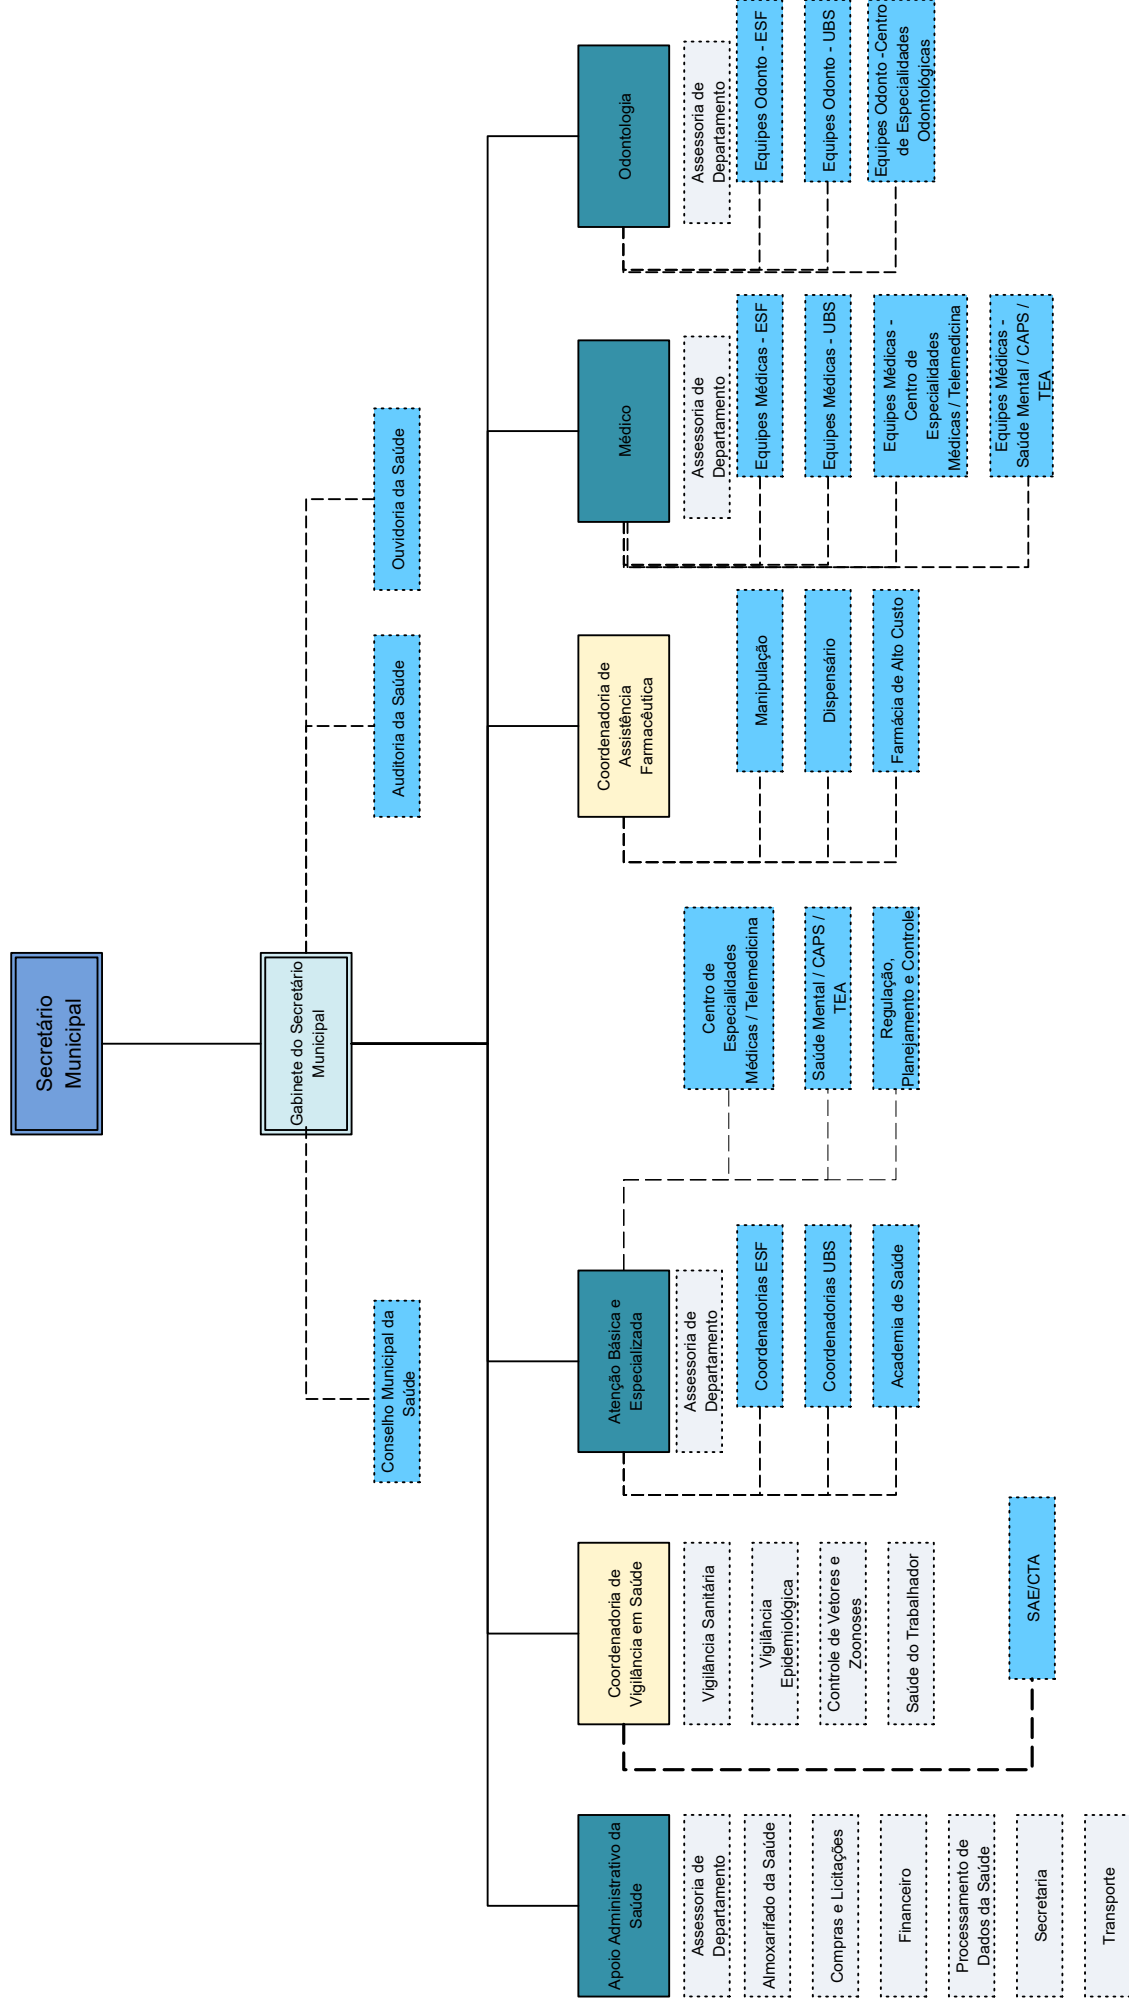 Secretário
Municipal
Gabinete do Secretário
Municipal
Conselho Municipal da
Saúde
Auditoria da Saúde
Ouvidoria da Saúde
Apoio Administrativo da
Saúde
Assessoria de
Departamento
Almoxarifado da Saúde
Compras e Licitações
Financeiro
Processamento de
Dados da Saúde
Secretaria
Transporte
Coordenadoria de
Vigilância em Saúde
Vigilância Sanitária
Vigilância
Epidemiológica
Controle de Vetores e
Zoonoses
Saúde do Trabalhador
SAE/CTA
Atenção Básica e
Especializada
Assessoria de
Departamento
Coordenadorias ESF
Coordenadorias UBS
Academia de Saúde
Centro de
Especialidades
Médicas / Telemedicina
Saúde Mental / CAPS /
TEA
Regulação,
Planejamento e Controle
Coordenadoria de
Assistência
Farmacêutica
Manipulação
Dispensário
Farmácia de Alto Custo
Médico
Assessoria de
Departamento
Equipes Médicas - ESF
Equipes Médicas - UBS
Equipes Médicas -
Centro de
Especialidades
Médicas / Telemedicina
Equipes Médicas -
Saúde Mental / CAPS /
TEA
Odontologia
Assessoria de
Departamento
Equipes Odonto - ESF
Equipes Odonto - UBS
Equipes Odonto -Centro
de Especialidades
Odontológicas